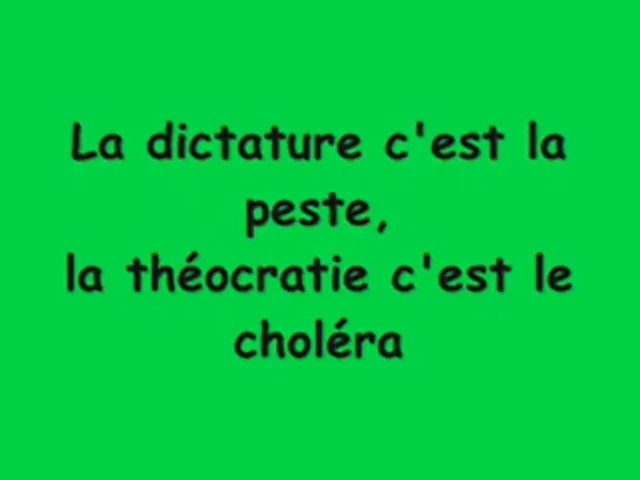 La dictature c'est la
peste,
la théocratie c'est le
choléra